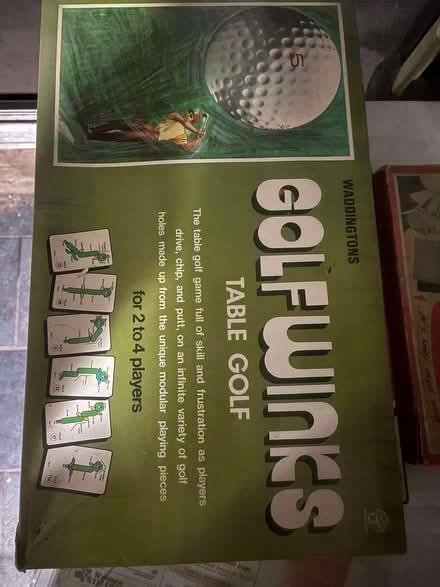 WADDINGTONS
GOLFWINKS
TABLE GOLF
The table golf game full of skill and frustration as players
drive, chip, and putt, on an infinite variety of golf
holes made up from the unique modular playing pieces
for 2 to 4 players
5